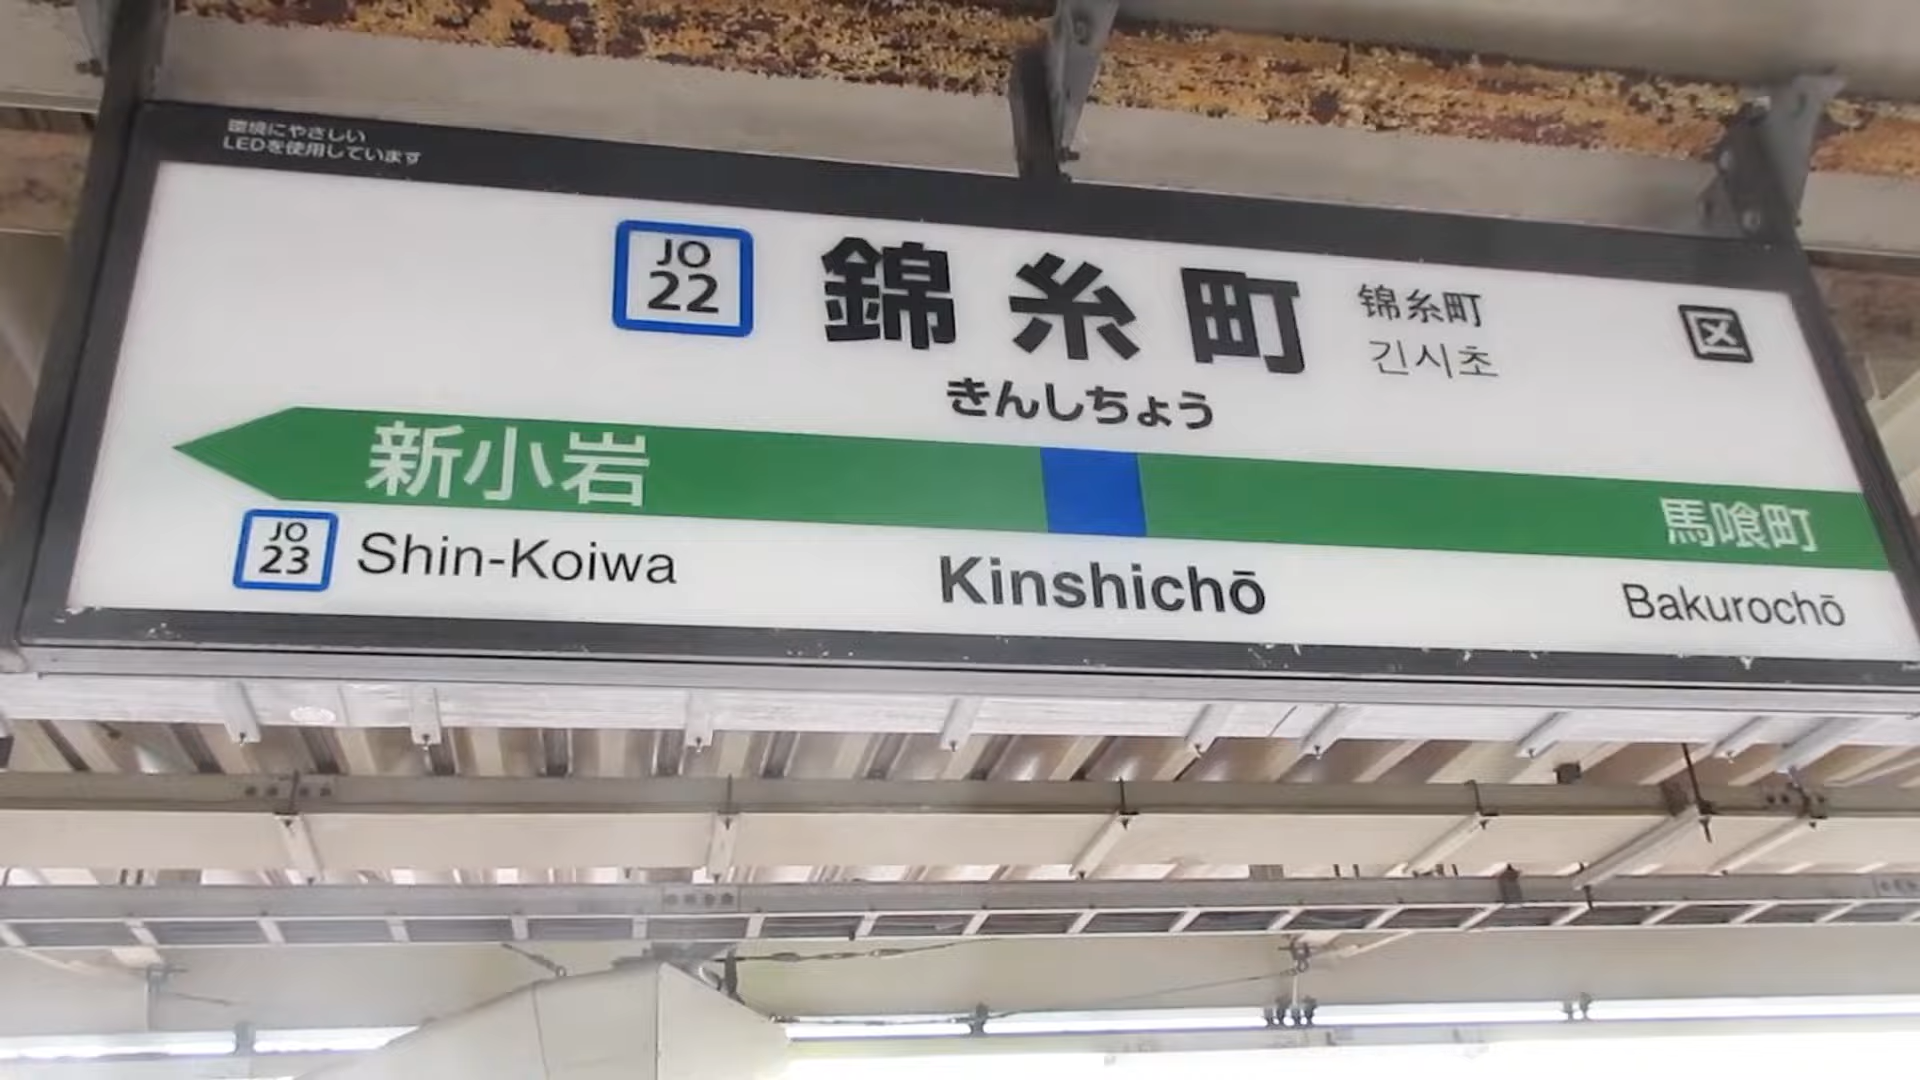 環境にやさしい
LEDを使用しています
JO
22
錦糸町
锦糸町
긴시초
区
きんしちょう
新小岩
馬喰町
JO
23
Shin-Koiwa
Kinshichō
Bakurochō